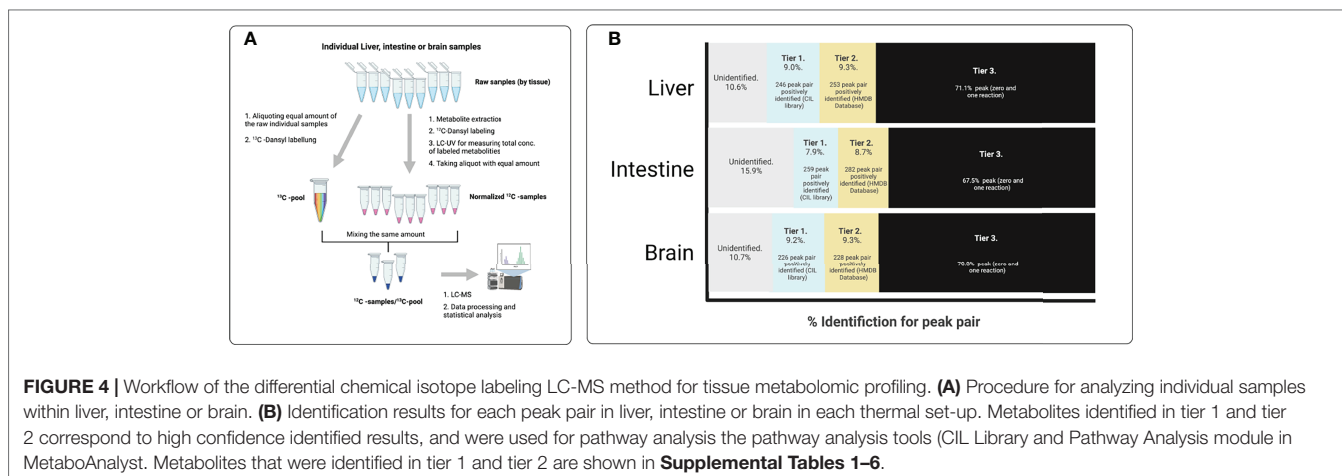 A
Individual Liver, intestine or brain samples
Raw samples (by tissue)
1. Aliquoting equal amount of
the raw individual samples
2. ¹³C -Dansyl labellung
1. Metabolite extraction
2. ¹²C-Dansyl labeling
3. LC-UV for measuring total conc.
of labeled metabolities
4. Taking aliquot with equal amount
¹³C -pool
Normalized ¹²C -samples
Mixing the same amount
¹²C -samples/¹³C-pool
1. LC-MS
2. Data processing and
statistical analysis
B
Liver
Unidentified.
10.6%
Tier 1.
9.0%.
246 peak pair
positively
identified (CIL
library)
Tier 2.
9.3%.
253 peak pair
positively
identified (HMDB
Database)
Tier 3.
71.1% peak (zero and
one reaction)
Intestine
Unidentified.
15.9%
Tier 1.
7.9%.
259 peak
pair
positively
identified
(CIL library)
Tier 2.
8.7%
282 peak pair
positively
identified (HMDB
Database)
Tier 3.
67.5% peak (zero and
one reaction)
Brain
Unidentified.
10.7%
Tier 1.
9.2%.
226 peak pair
positively
identified (CIL
library)
Tier 2.
9.3%.
228 peak pair
positively
identified (HMDB
Database)
Tier 3.
peak (zero and
one reaction)
% Identifiction for peak pair
FIGURE 4 | Workflow of the differential chemical isotope labeling LC-MS method for tissue metabolomic profiling. (A) Procedure for analyzing individual samples
within liver, intestine or brain. (B) Identification results for each peak pair in liver, intestine or brain in each thermal set-up. Metabolites identified in tier 1 and tier
2 correspond to high confidence identified results, and were used for pathway analysis the pathway analysis tools (CIL Library and Pathway Analysis module in
MetaboAnalyst. Metabolites that were identified in tier 1 and tier 2 are shown in Supplemental Tables 1–6.